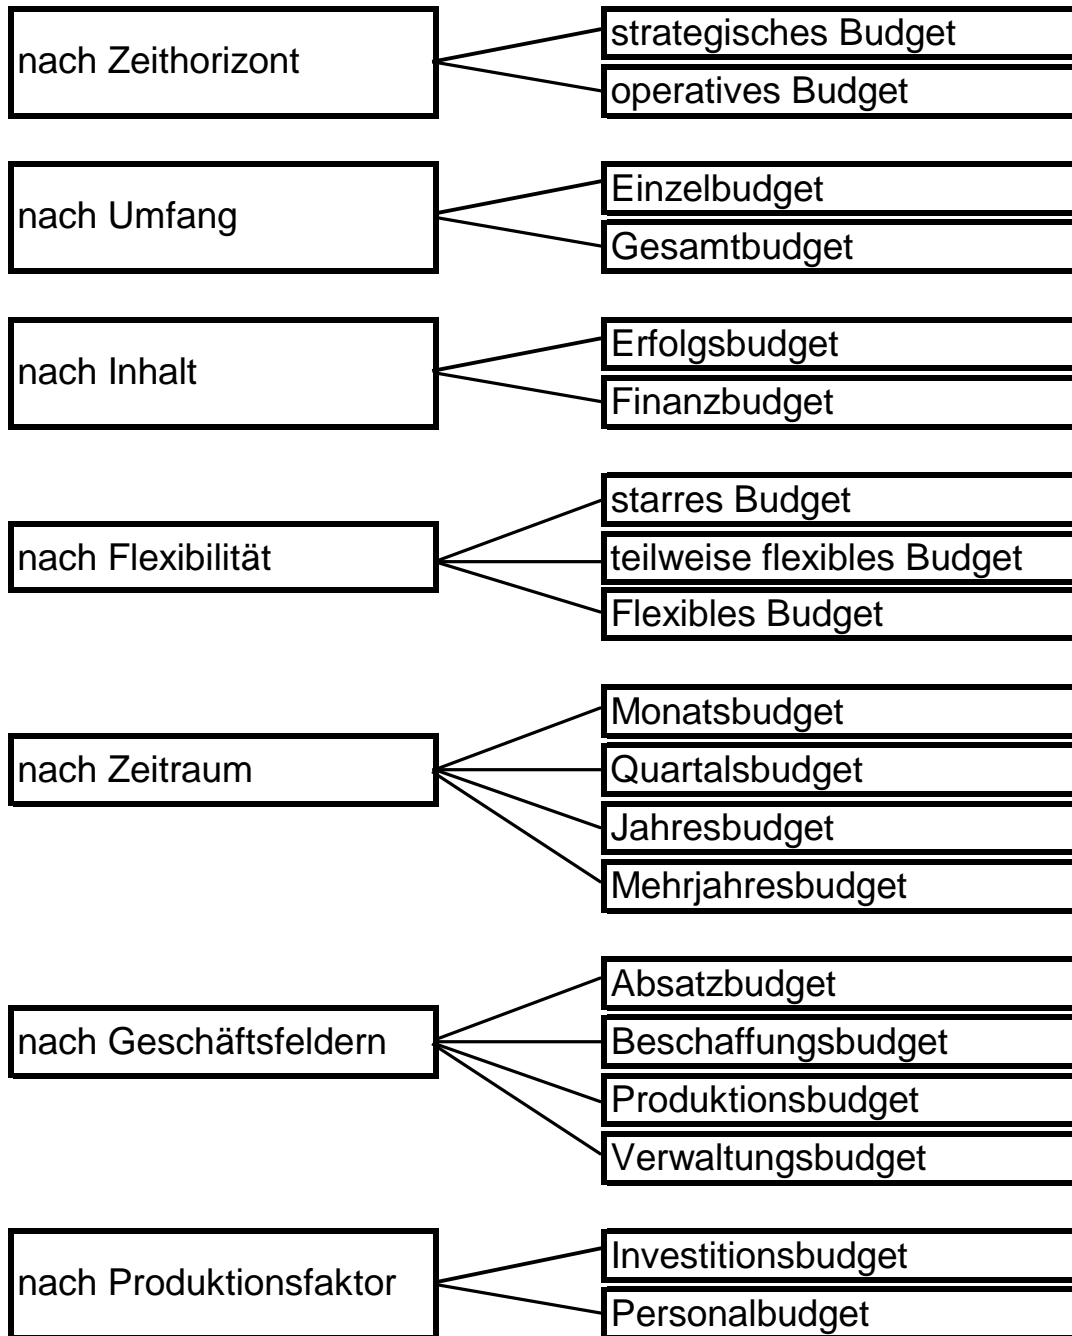 nach Zeithorizont
strategisches Budget
operatives Budget
nach Umfang
Einzelbudget
Gesamtbudget
nach Inhalt
Erfolgsbudget
Finanzbudget
nach Flexibilität
starres Budget
teilweise flexibles Budget
Flexibles Budget
nach Zeitraum
Monatsbudget
Quartalsbudget
Jahresbudget
Mehrjahresbudget
nach Geschäftsfeldern
Absatzbudget
Beschaffungsbudget
Produktionsbudget
Verwaltungsbudget
nach Produktionsfaktor
Investitionsbudget
Personalbudget